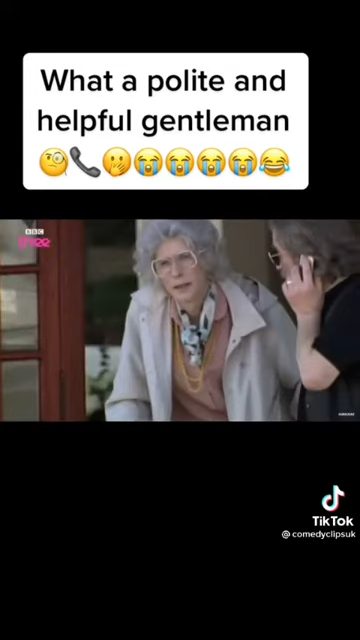 What a polite and
helpful gentleman
🧐📞🫢😭😭😭😭😂
BBC
three
TikTok
@comedyclipsuk